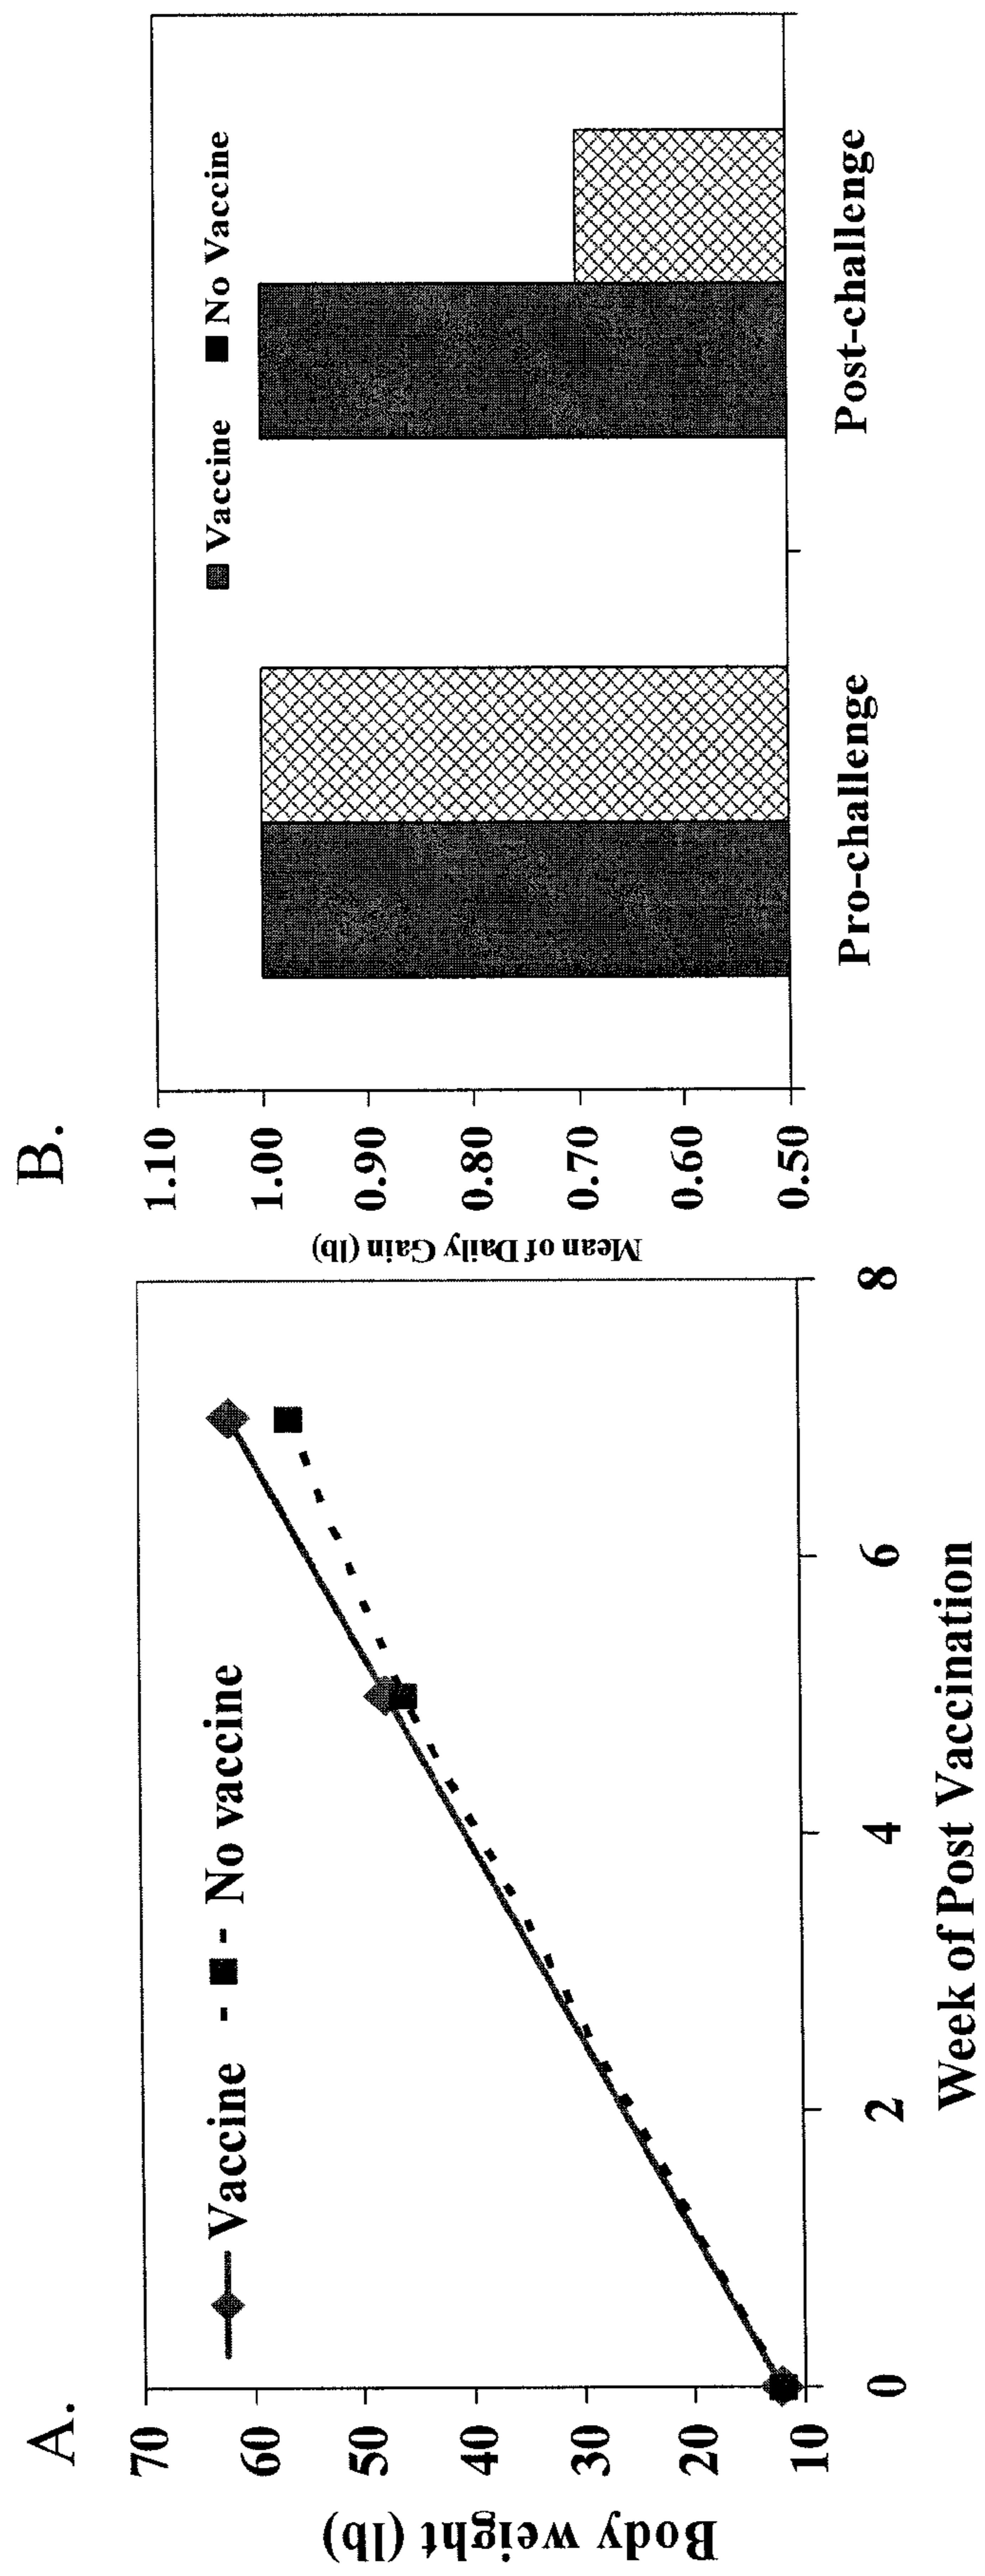 A.
Body weight (lb)
70
60
50
40
30
20
10
Vaccine
No vaccine
0
2
4
6
8
Week of Post Vaccination
B.
Mean of Daily Gain (lb)
1.10
1.00
0.90
0.80
0.70
0.60
0.50
Vaccine
No Vaccine
Pro-challenge
Post-challenge